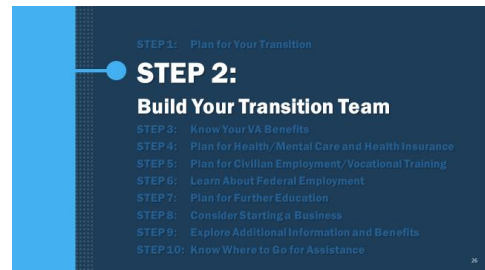 STEP 1: Plan for Your Transition
STEP 2:
Build Your Transition Team
STEP 3: Know Your VA Benefits
STEP 4: Plan for Health/Mental Care and Health Insurance
STEP 5: Plan for Civilian Employment/Vocational Training
STEP 6: Learn About Federal Employment
STEP 7: Plan for Further Education
STEP 8: Consider Starting a Business
STEP 9: Explore Additional Information and Benefits
STEP 10: Know Where to Go for Assistance
26